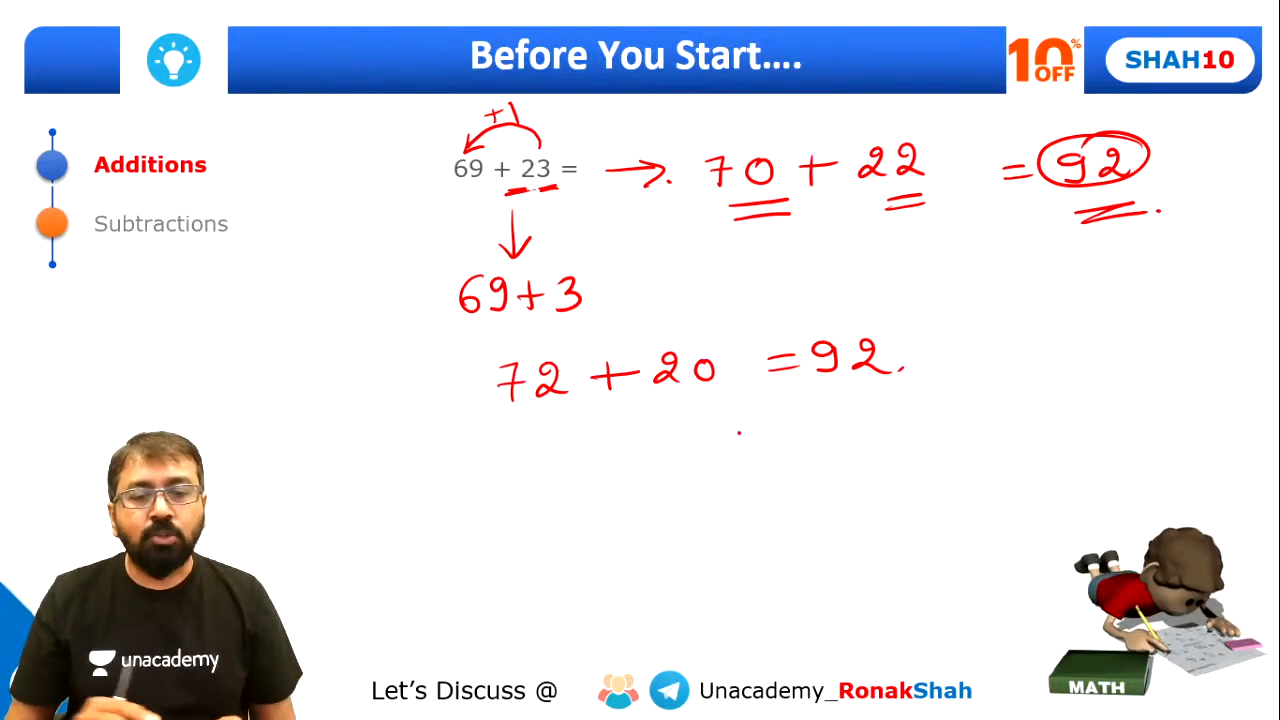 Before You Start....
10% OFF
SHAH10
Additions
Subtractions
+1
69 + 23 = → 70 + 22 = 92
69+3
72 + 20 = 92.
unacademy
Let's Discuss @ Unacademy_RonakShah
MATH